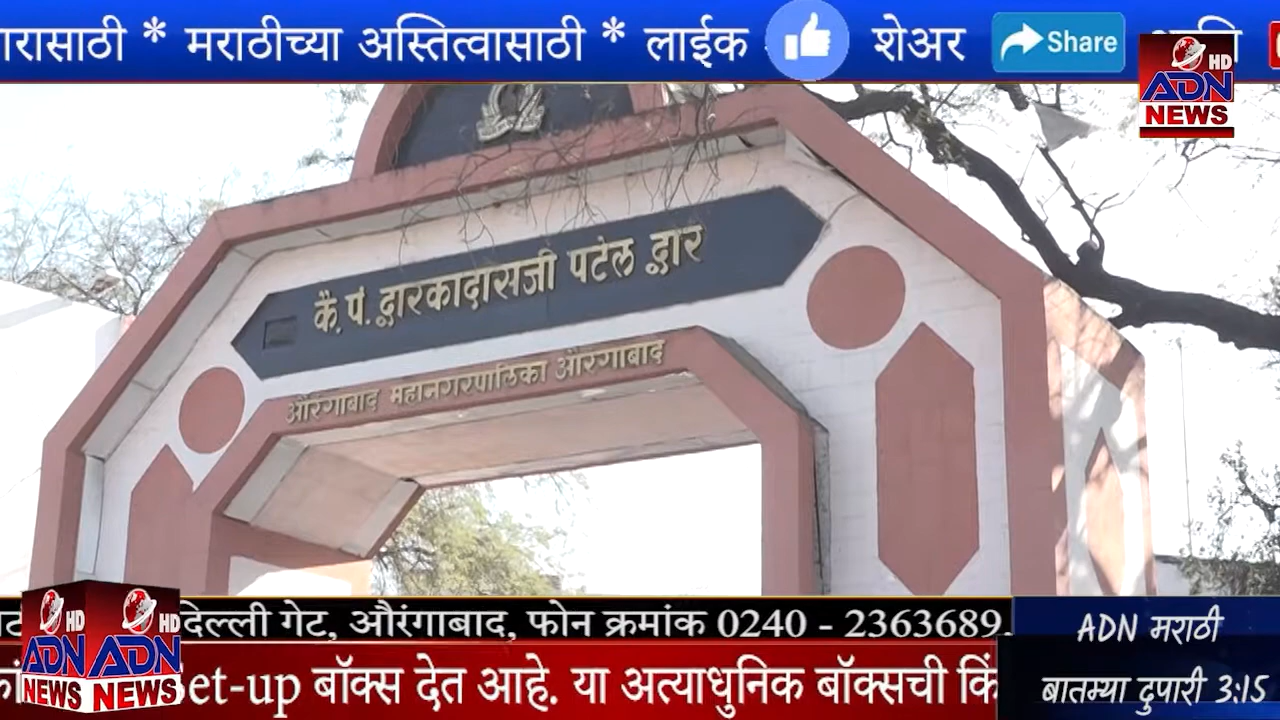 * मराठीच्या अस्तित्वासाठी * लाईक शेअर Share
HD
ADN
NEWS
कै. पं. द्वारकादासजी पटेल द्वार
औरंगाबाद महानगरपालिका औरंगाबाद
दिल्ली गेट, औरंगाबाद, फोन क्रमांक 0240 - 2363689.
ADN मराठी
HD HD
ADN ADN
NEWS NEWS
set-up बॉक्स देत आहे. या अत्याधुनिक बॉक्सची
बातम्या दुपारी 3:15